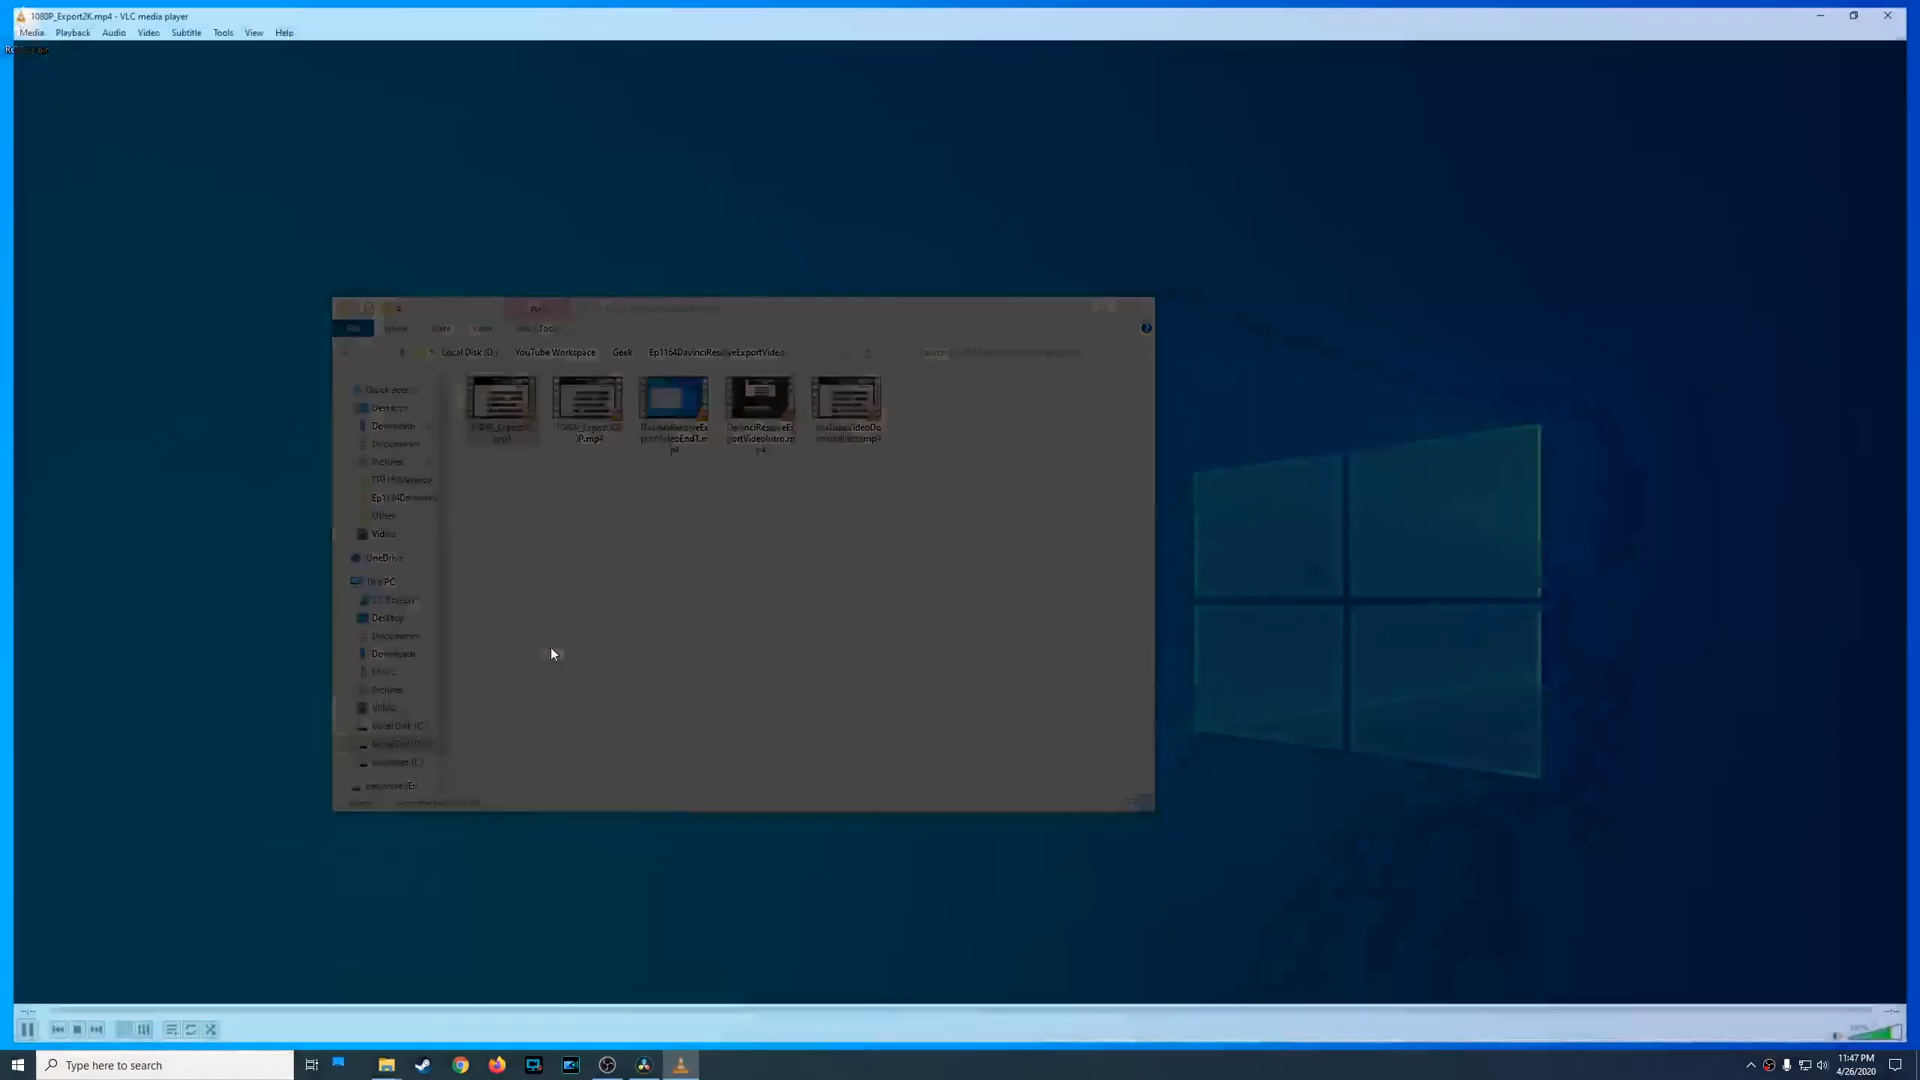 1080P_Export2K.mp4 - VLC media player
Media Playback Audio Video Subtitle Tools View Help
File Home Share View
Local Disk (D:) YouTube Workspace Geek Ep1164DavinciResolveExportVideo
Quick access
Desktop
Downloads
Documents
Pictures
Other
Videos
OneDrive
This PC
3D Objects
Desktop
Documents
Downloads
Music
Pictures
Videos
Local Disk (C:)
DavinciResolveEx
portVideoEnd1.m
p4
DavinciResolveEx
portVideoIntro.m
p4
--:--
--:--
100%
Type here to search
11:47 PM
4/26/2020